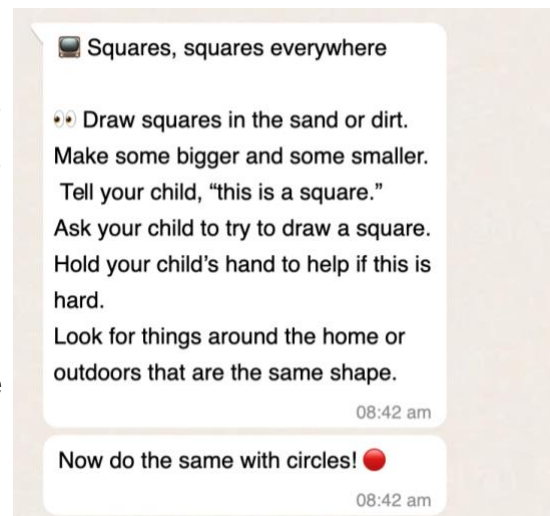 📺 Squares, squares everywhere
👀 Draw squares in the sand or dirt.
Make some bigger and some smaller.
Tell your child, “this is a square.”
Ask your child to try to draw a square.
Hold your child’s hand to help if this is
hard.
Look for things around the home or
outdoors that are the same shape.
08:42 am
Now do the same with circles! 🔴
08:42 am